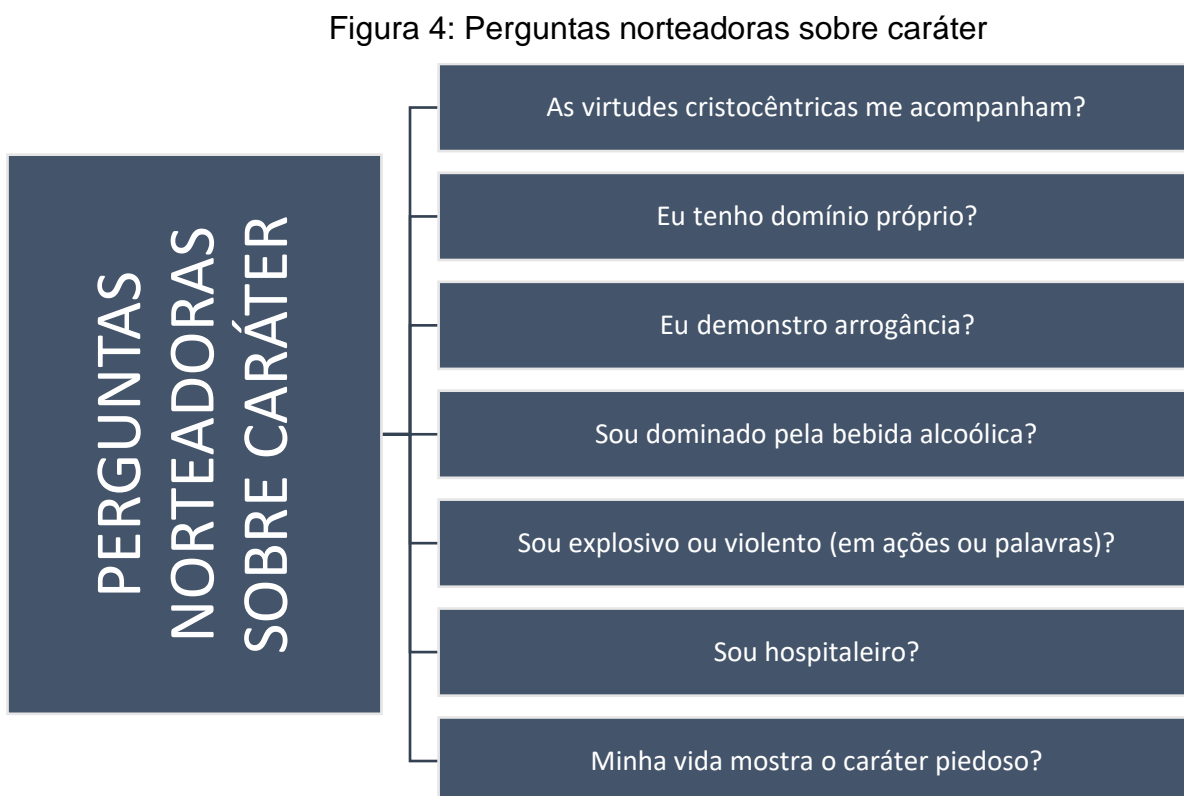 Figura 4: Perguntas norteadoras sobre caráter
PERGUNTAS
NORTEADORAS
SOBRE CARÁTER
As virtudes cristocêntricas me acompanham?
Eu tenho domínio próprio?
Eu demonstro arrogância?
Sou dominado pela bebida alcoólica?
Sou explosivo ou violento (em ações ou palavras)?
Sou hospitaleiro?
Minha vida mostra o caráter piedoso?